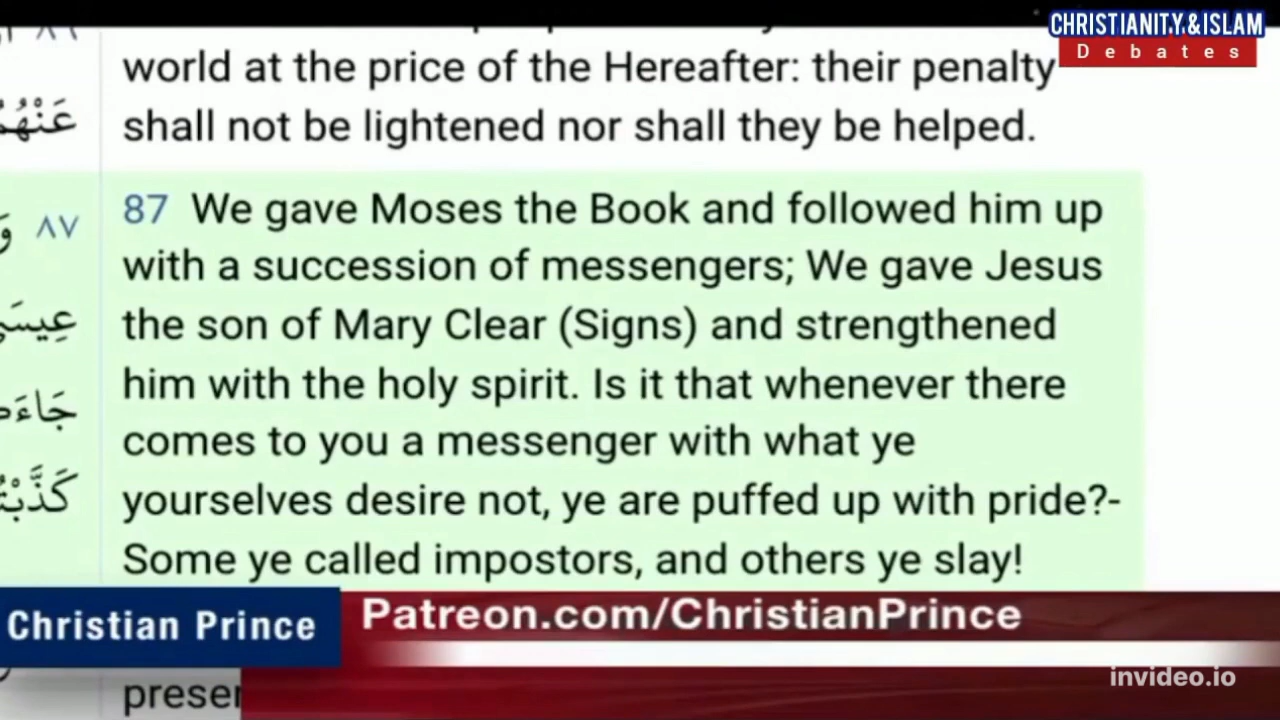 CHRISTIANITY & ISLAM
Debates
world at the price of the Hereafter: their penalty
shall not be lightened nor shall they be helped.
عَنْهُمُ
87 We gave Moses the Book and followed him up
٨٧
with a succession of messengers; We gave Jesus
the son of Mary Clear (Signs) and strengthened
عِيسَى
him with the holy spirit. Is it that whenever there
comes to you a messenger with what ye
yourselves desire not, ye are puffed up with pride?-
Some ye called impostors, and others ye slay!
Christian Prince
Patreon.com/ChristianPrince
invideo.io